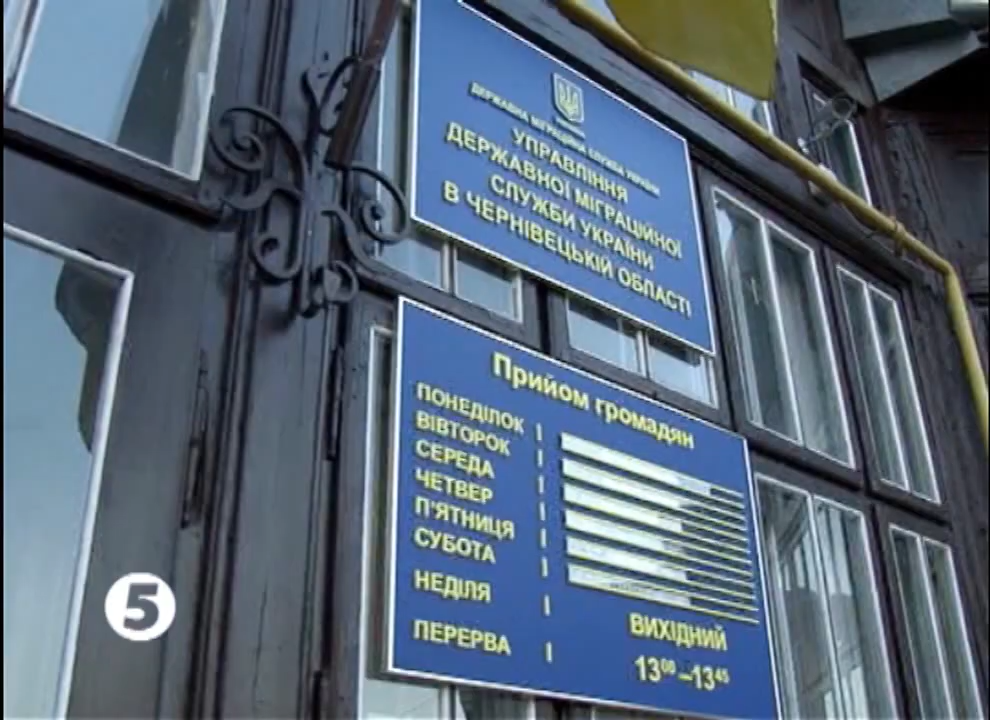 ДЕРЖАВНА МІГРАЦІЙНА СЛУЖБА УКРАЇНИ
УПРАВЛІННЯ
ДЕРЖАВНОЇ МІГРАЦІЙНОЇ
СЛУЖБИ УКРАЇНИ
В ЧЕРНІВЕЦЬКІЙ ОБЛАСТІ
Прийом громадян
ПОНЕДІЛОК
ВІВТОРОК
СЕРЕДА
ЧЕТВЕР
П'ЯТНИЦЯ
СУБОТА
НЕДІЛЯ ВИХІДНИЙ
ПЕРЕРВА 13⁰⁰–13⁴⁵
5